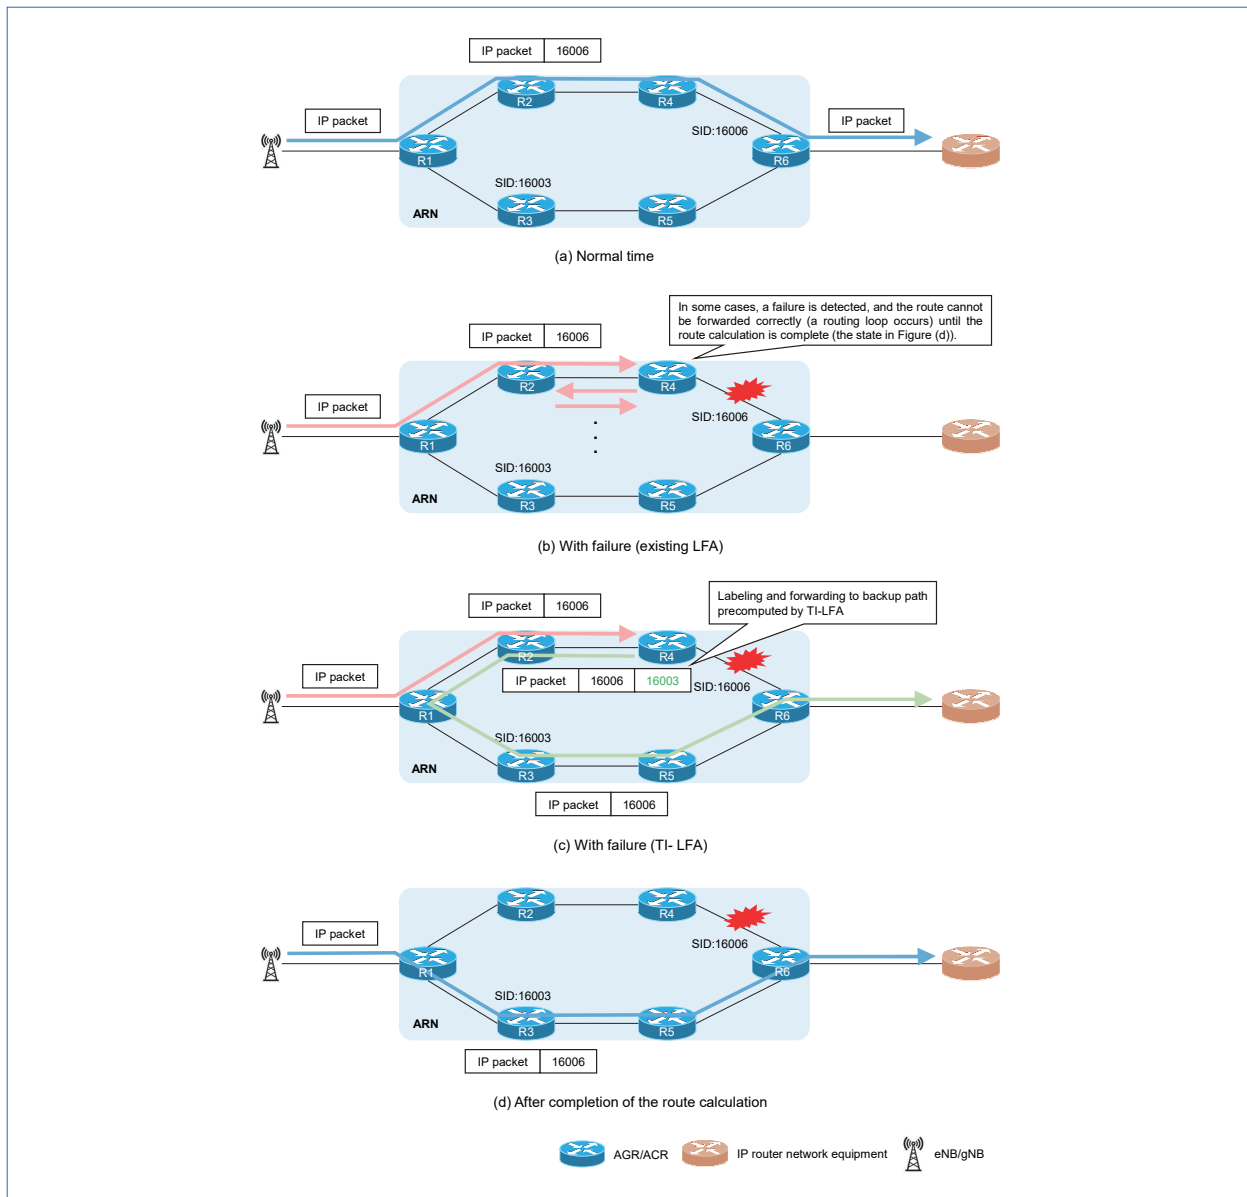 IP packet 16006
IP packet
R2
R4
SID:16006
IP packet
R1
R6
SID:16003
ARN
R3
R5
(a) Normal time
In some cases, a failure is detected, and the route cannot
be forwarded correctly (a routing loop occurs) until the
route calculation is complete (the state in Figure (d)).
IP packet 16006
R2
R4
IP packet
SID:16006
R1
R6
SID:16003
ARN
R3
R5
(b) With failure (existing LFA)
Labeling and forwarding to backup path
precomputed by TI-LFA
IP packet 16006
R2
R4
IP packet
IP packet 16006 16003
SID:16006
R1
R6
SID:16003
ARN
R3
R5
IP packet 16006
(c) With failure (TI- LFA)
R2
R4
IP packet
SID:16006
R1
R6
SID:16003
ARN
R3
R5
IP packet 16006
(d) After completion of the route calculation
AGR/ACR
IP router network equipment
eNB/gNB